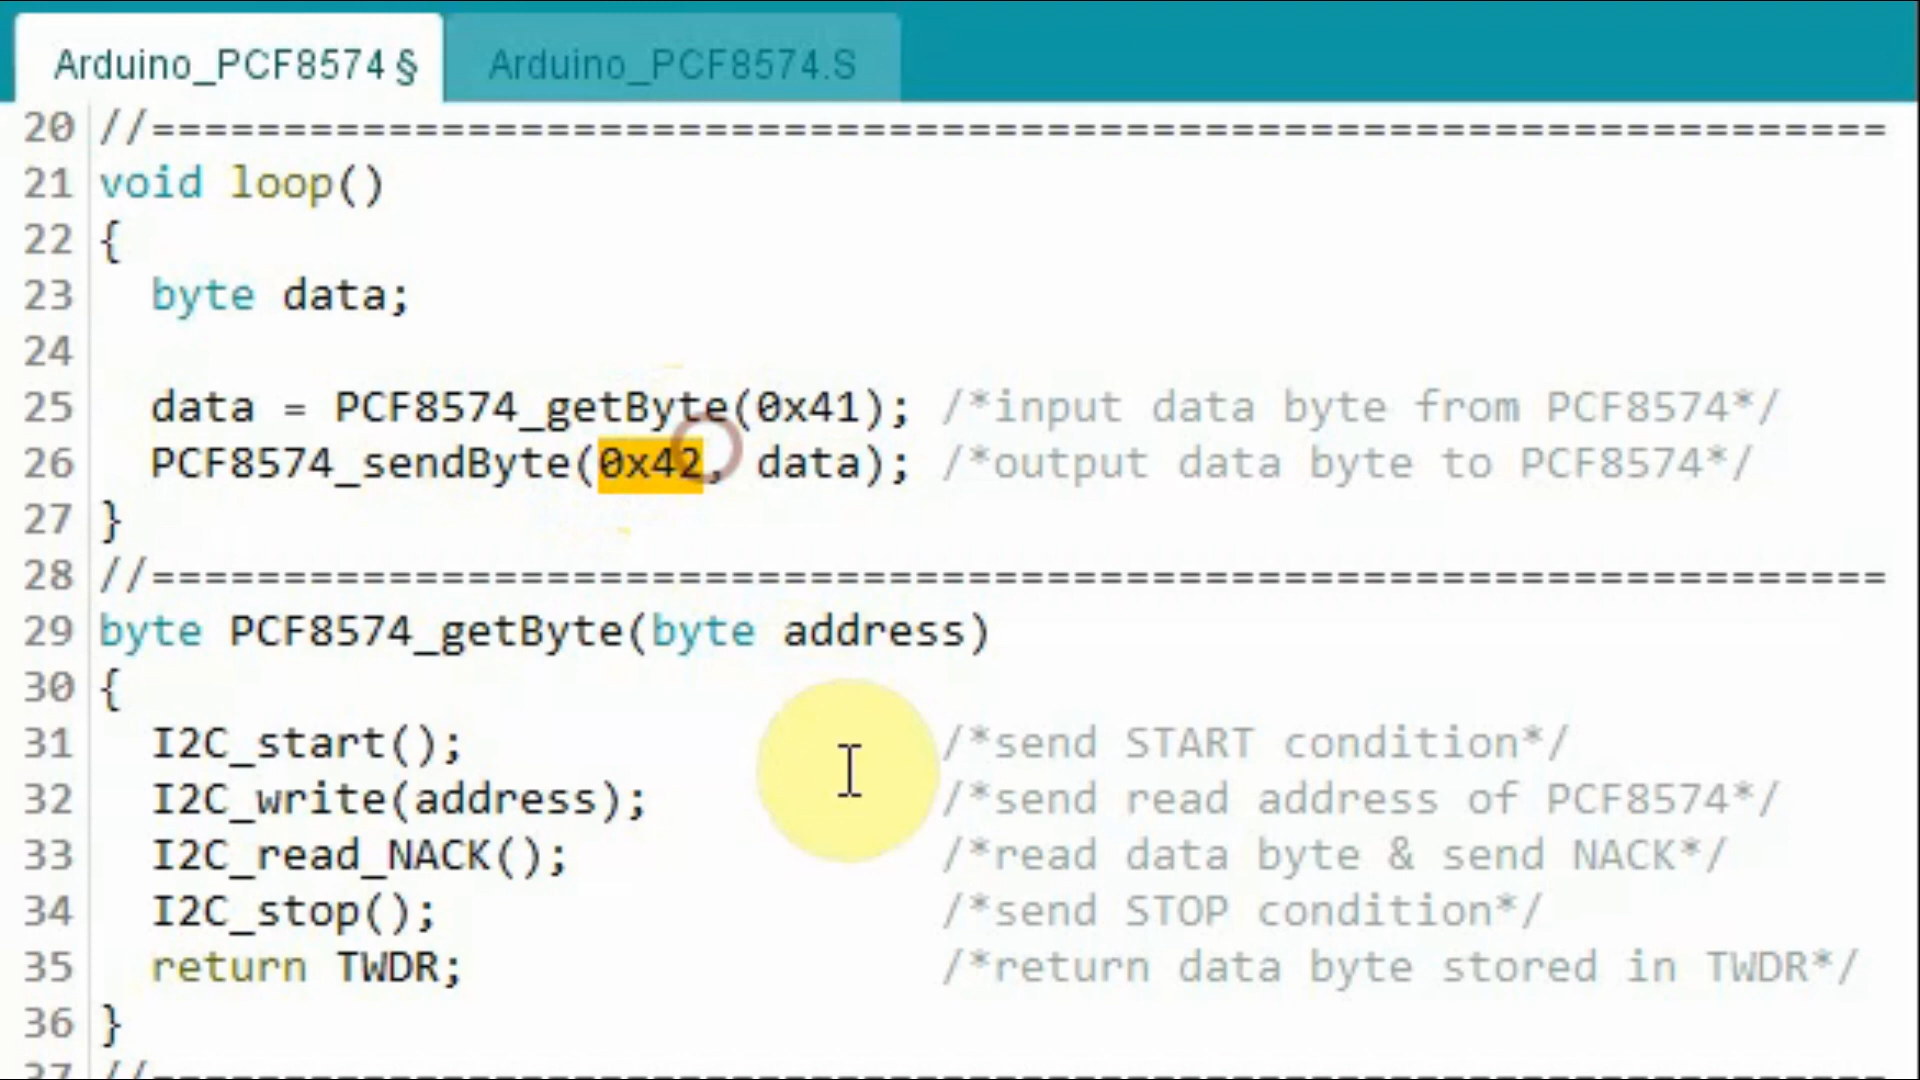 Arduino_PCF8574 §
Arduino_PCF8574.S
20 //==================================================================
21 void loop()
22 {
23   byte data;
24
25   data = PCF8574_getByte(0x41); /*input data byte from PCF8574*/
26   PCF8574_sendByte(0x42, data); /*output data byte to PCF8574*/
27 }
28 //==================================================================
29 byte PCF8574_getByte(byte address)
30 {
31   I2C_start();                  /*send START condition*/
32   I2C_write(address);           /*send read address of PCF8574*/
33   I2C_read_NACK();              /*read data byte & send NACK*/
34   I2C_stop();                   /*send STOP condition*/
35   return TWDR;                  /*return data byte stored in TWDR*/
36 }
37 //==================================================================